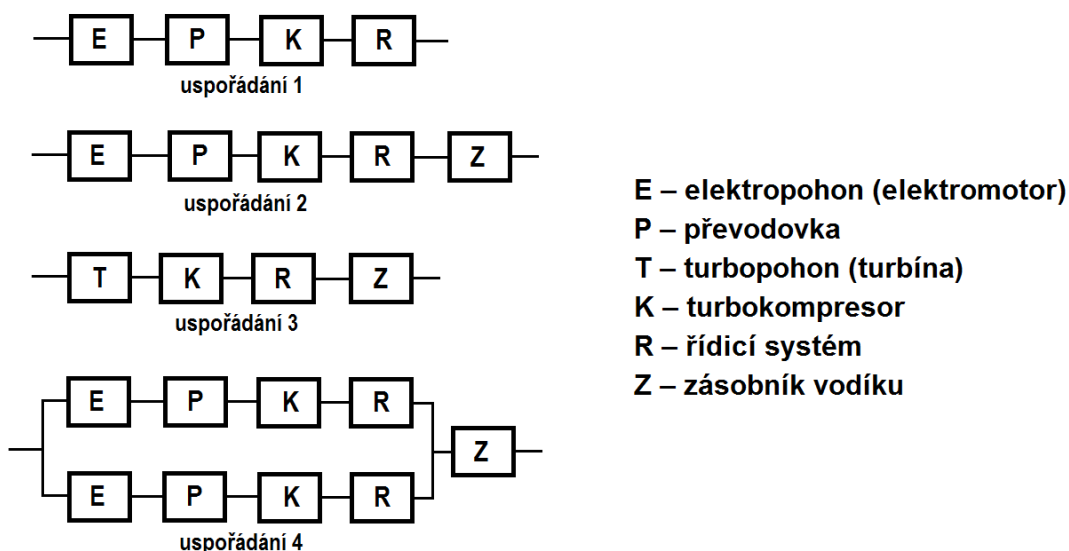 E P K R
uspořádání 1
E P K R Z
uspořádání 2
T K R Z
uspořádání 3
E P K R
Z
E P K R
uspořádání 4
E – elektropohon (elektromotor)
P – převodovka
T – turbopohon (turbína)
K – turbokompresor
R – řídicí systém
Z – zásobník vodíku